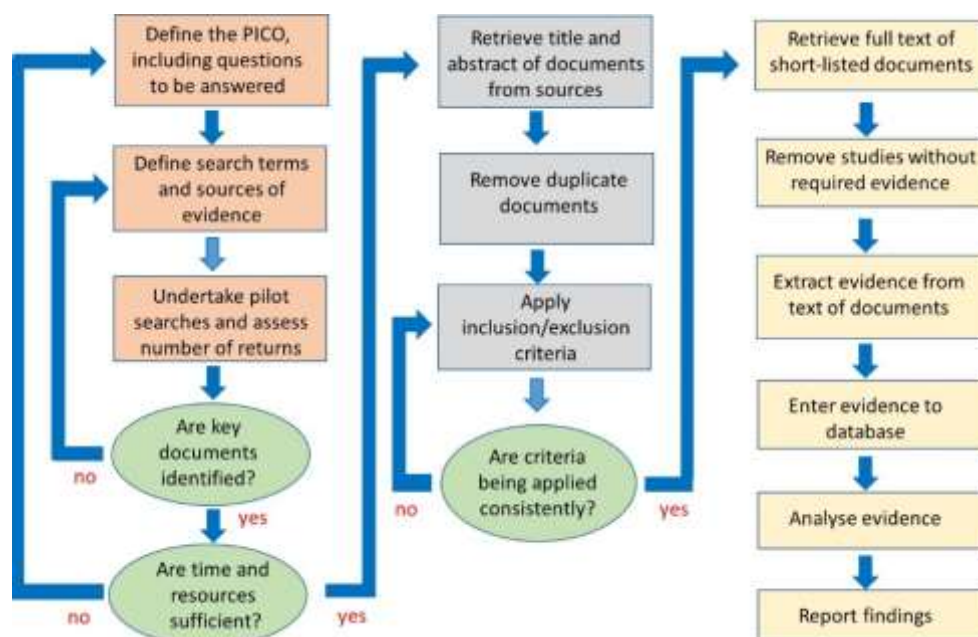 Define the PICO,
including questions
to be answered
Define search terms
and sources of
evidence
Undertake pilot
searches and assess
number of returns
Are key
documents
identified?
no
yes
Are time and
resources
sufficient?
no
yes
Retrieve title and
abstract of documents
from sources
Remove duplicate
documents
Apply
inclusion/exclusion
criteria
Are criteria
being applied
consistently?
no
yes
Retrieve full text of
short-listed documents
Remove studies without
required evidence
Extract evidence from
text of documents
Enter evidence to
database
Analyse evidence
Report findings